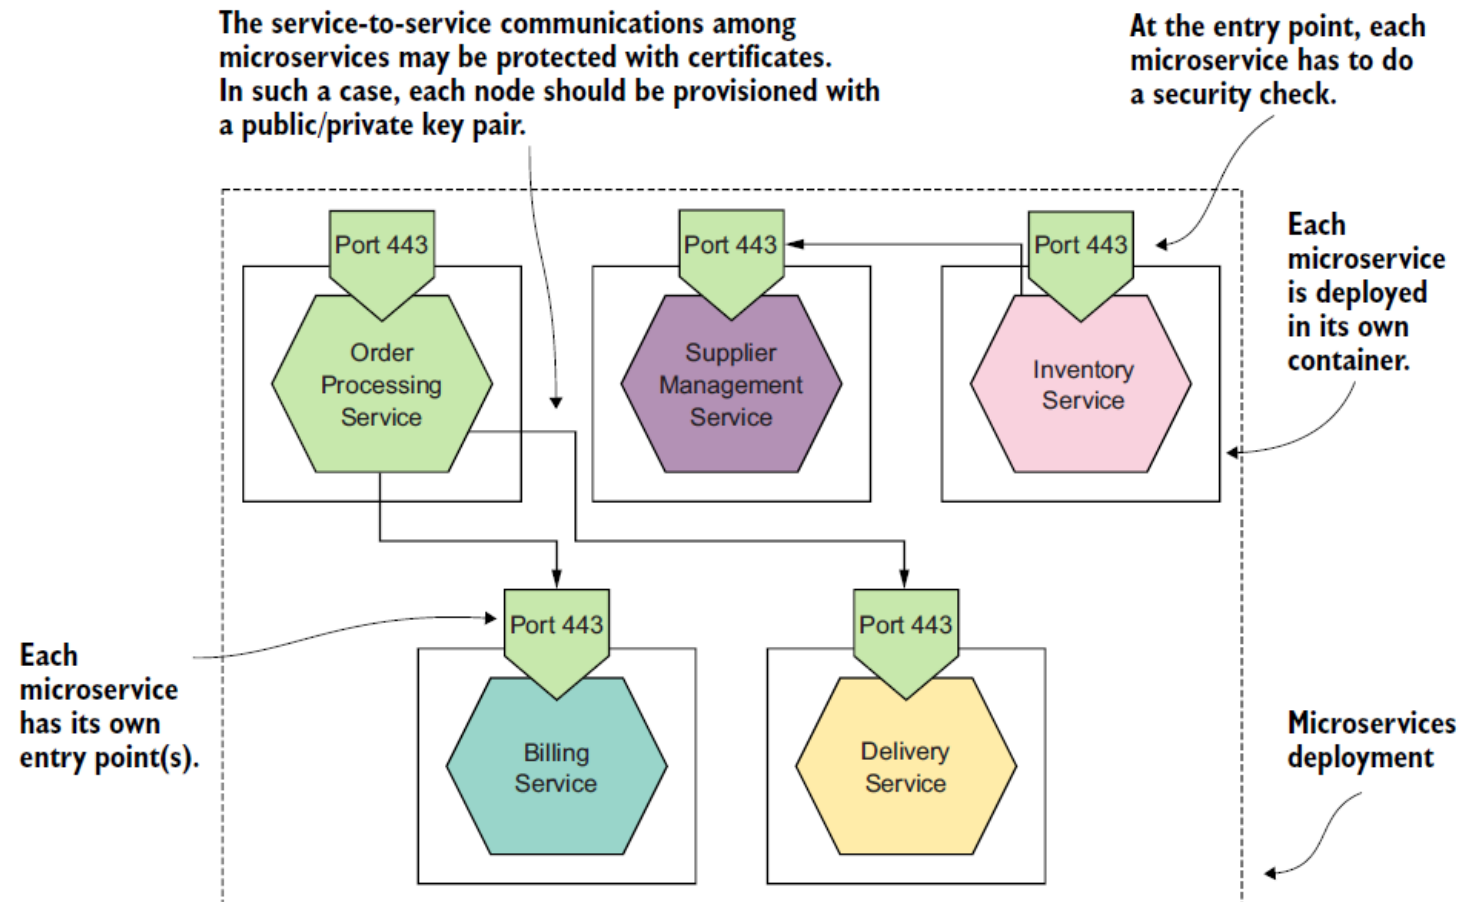 The service-to-service communications among
microservices may be protected with certificates.
In such a case, each node should be provisioned with
a public/private key pair.
At the entry point, each
microservice has to do
a security check.
Port 443
Port 443
Port 443
Each
microservice
is deployed
in its own
container.
Order
Processing
Service
Supplier
Management
Service
Inventory
Service
Port 443
Port 443
Each
microservice
has its own
entry point(s).
Billing
Service
Delivery
Service
Microservices
deployment